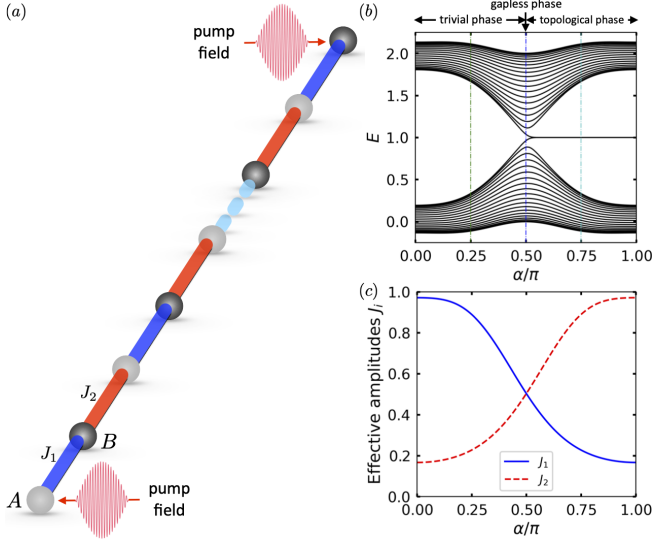 (a)
pump
field
J1
J2
A
B
pump
field
(b)
gapless phase
trivial phase
topological phase
E
2.0
1.5
1.0
0.5
0.0
0.00 0.25 0.50 0.75 1.00
α/π
(c)
Effective amplitudes Ji
1.0
0.8
0.6
0.4
0.2
0.0
J1
J2
0.00 0.25 0.50 0.75 1.00
α/π